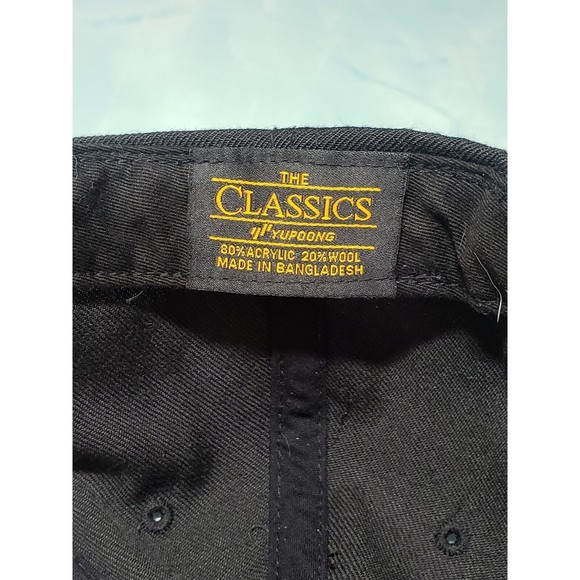 THE
CLASSICS
YUPOONG
80% ACRYLIC 20% WOOL
MADE IN BANGLADESH